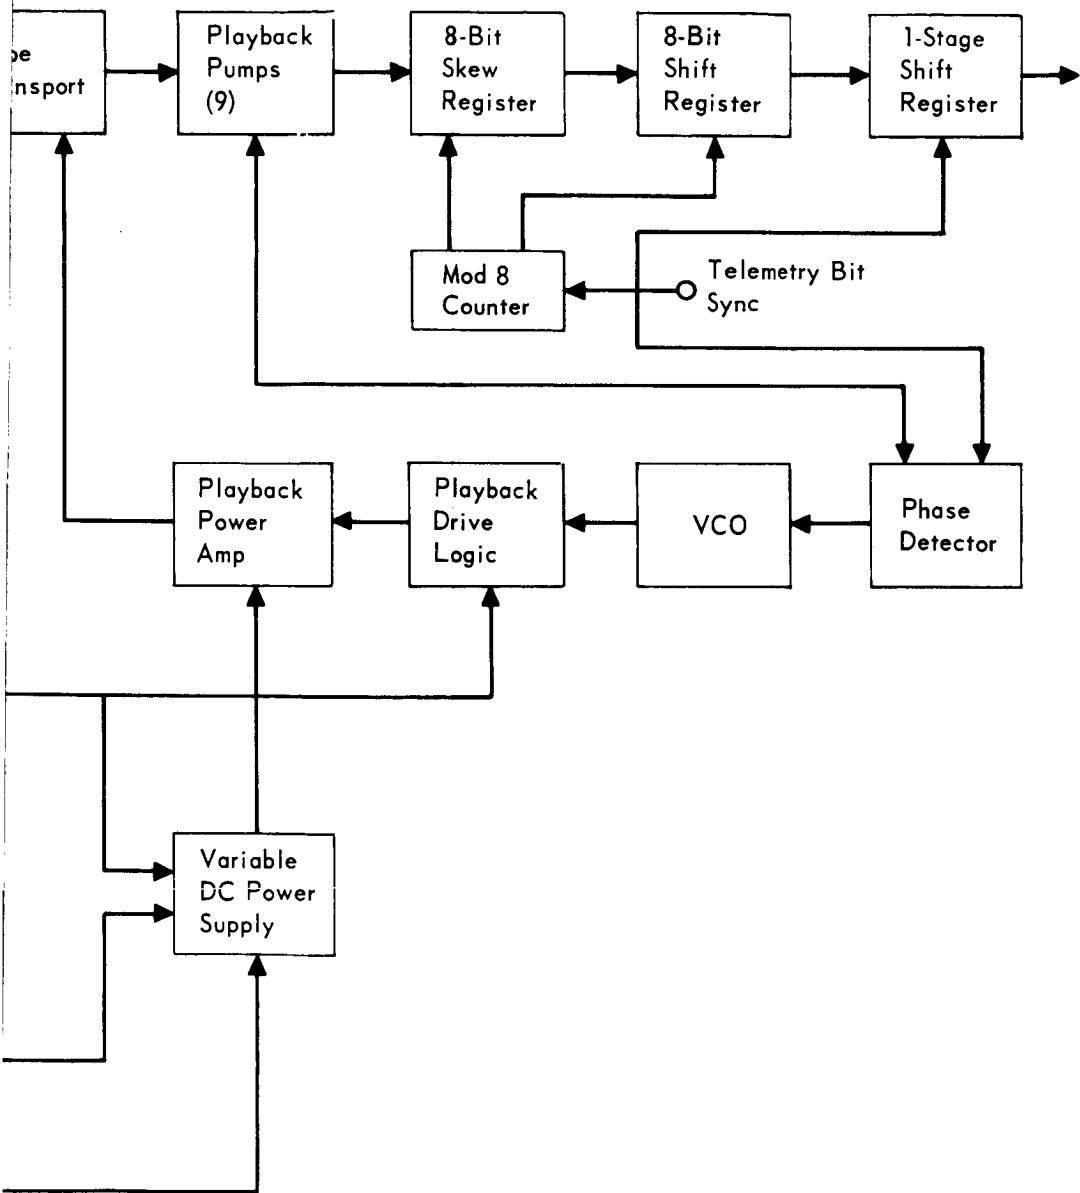 Playback
Pumps
(9)
8-Bit
Skew
Register
8-Bit
Shift
Register
1-Stage
Shift
Register
Mod 8
Counter
Telemetry Bit
Sync
Playback
Power
Amp
Playback
Drive
Logic
VCO
Phase
Detector
Variable
DC Power
Supply